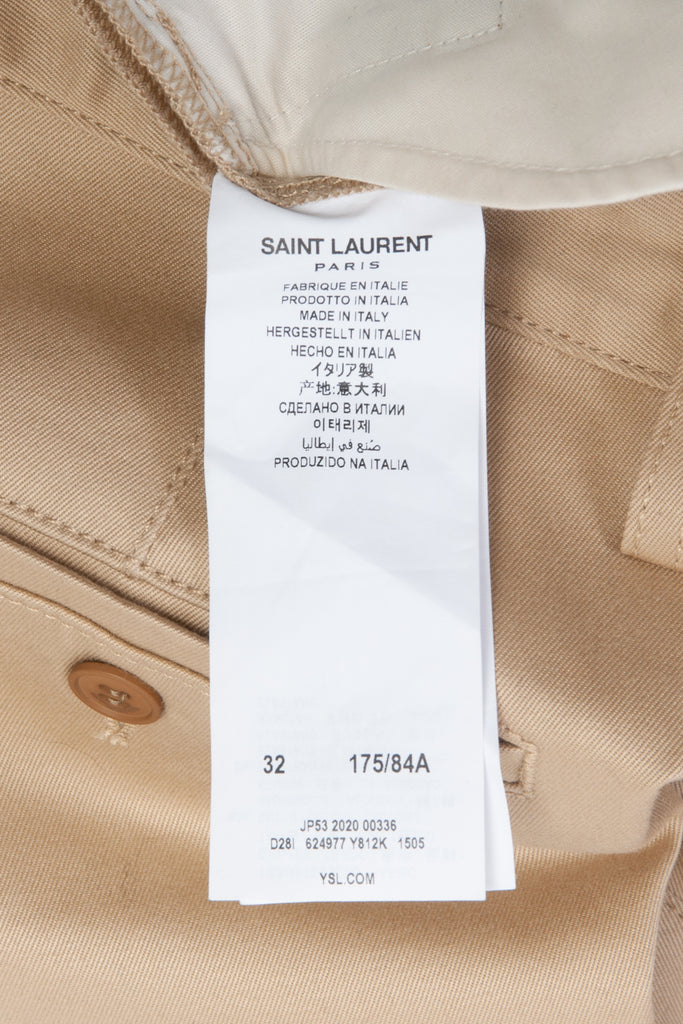 SAINT LAURENT
PARIS
FABRIQUE EN ITALIE
PRODOTTO IN ITALIA
MADE IN ITALY
HERGESTELLT IN ITALIEN
HECHO EN ITALIA
イタリア製
产地:意大利
СДЕЛАНО В ИТАЛИИ
이태리제
صُنع في إيطاليا
PRODUZIDO NA ITALIA
32 175/84A
JP53 2020 00336
D28I 624977 Y812K 1505
YSL.COM